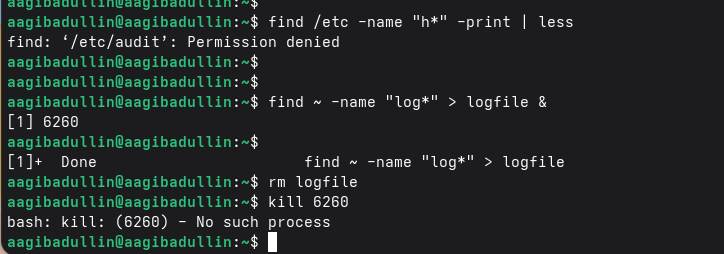 aagibadullin@aagibadullin:~$
aagibadullin@aagibadullin:~$ find /etc -name "h*" -print | less
find: ‘/etc/audit’: Permission denied
aagibadullin@aagibadullin:~$
aagibadullin@aagibadullin:~$
aagibadullin@aagibadullin:~$ find ~ -name "log*" > logfile &
[1] 6260
aagibadullin@aagibadullin:~$
[1]+  Done                    find ~ -name "log*" > logfile
aagibadullin@aagibadullin:~$ rm logfile
aagibadullin@aagibadullin:~$ kill 6260
bash: kill: (6260) - No such process
aagibadullin@aagibadullin:~$